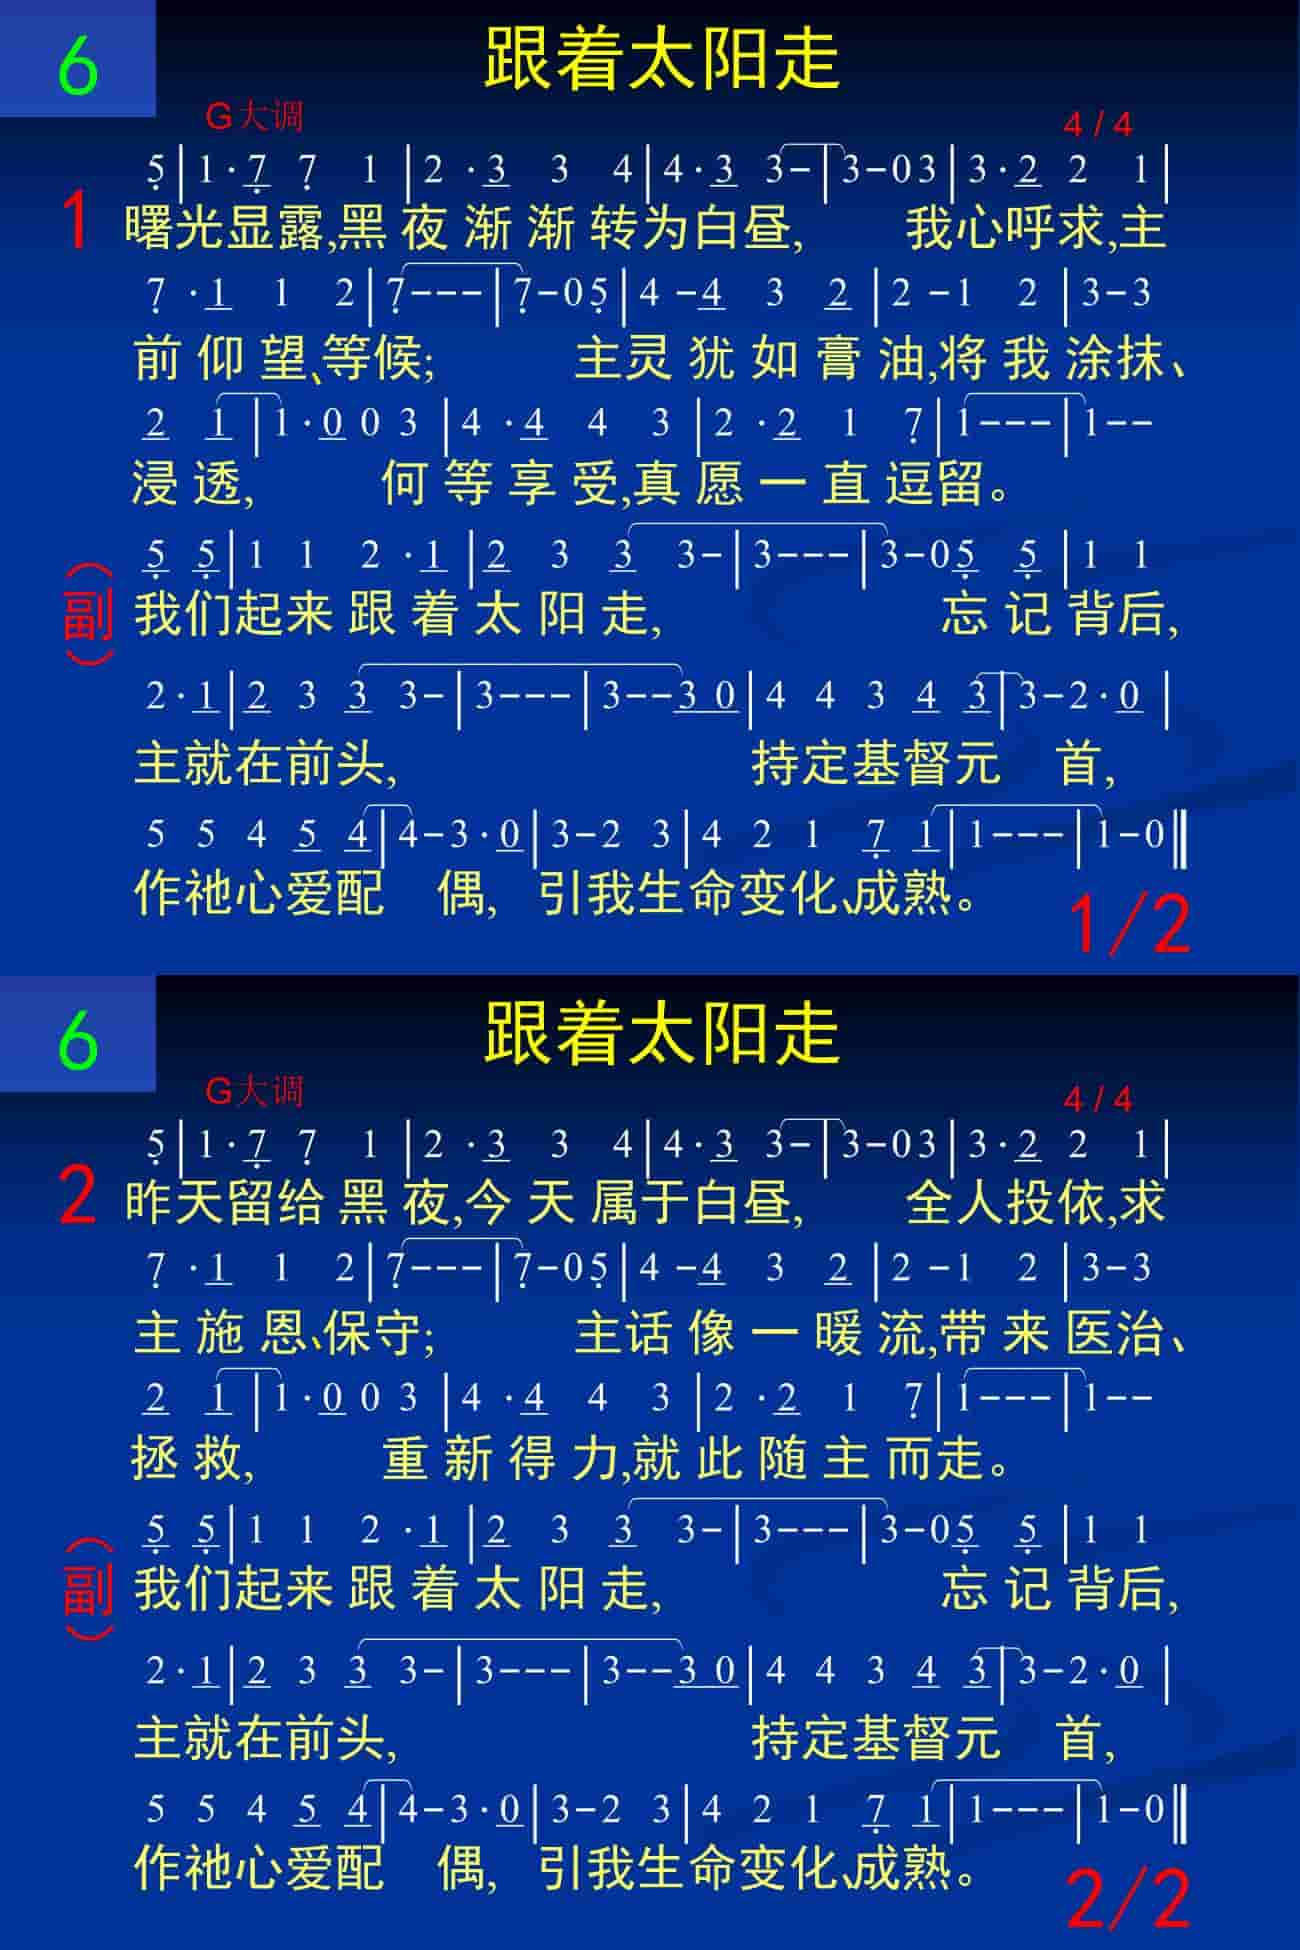 6
跟着太阳走
G大调 4/4
5̣|1·7̣ 7̣ 1|2·3 3 4|4·3 3-|3-03|3·2 2 1|
1 曙光显露,黑夜渐渐转为白昼, 我心呼求,主
7̣·1 1 2|7̣---|7̣-05̣|4-4 3 2|2-1 2|3-3
前仰望、等候; 主灵犹如膏油,将我涂抹、
2 1|1·0 0 3|4·4 4 3|2·2 1 7̣|1---|1--
浸透, 何等享受,真愿一直逗留。
5̣ 5̣|1 1 2·1|2 3 3 3-|3---|3-05̣ 5̣|1 1
（副）我们起来跟着太阳走, 忘记背后,
2·1|2 3 3 3-|3---|3--3 0|4 4 3 4 3|3-2·0|
主就在前头, 持定基督元首,
5 5 4 5 4|4-3·0|3-2 3|4 2 1 7̣ 1|1---|1-0‖
作祂心爱配偶, 引我生命变化、成熟。
1/2
6
跟着太阳走
G大调 4/4
5̣|1·7̣ 7̣ 1|2·3 3 4|4·3 3-|3-03|3·2 2 1|
2 昨天留给黑夜,今天属于白昼, 全人投依,求
7̣·1 1 2|7̣---|7̣-05̣|4-4 3 2|2-1 2|3-3
主施恩、保守; 主话像一暖流,带来医治、
2 1|1·0 0 3|4·4 4 3|2·2 1 7̣|1---|1--
拯救, 重新得力,就此随主而走。
5̣ 5̣|1 1 2·1|2 3 3 3-|3---|3-05̣ 5̣|1 1
（副）我们起来跟着太阳走, 忘记背后,
2·1|2 3 3 3-|3---|3--3 0|4 4 3 4 3|3-2·0|
主就在前头, 持定基督元首,
5 5 4 5 4|4-3·0|3-2 3|4 2 1 7̣ 1|1---|1-0‖
作祂心爱配偶, 引我生命变化、成熟。
2/2